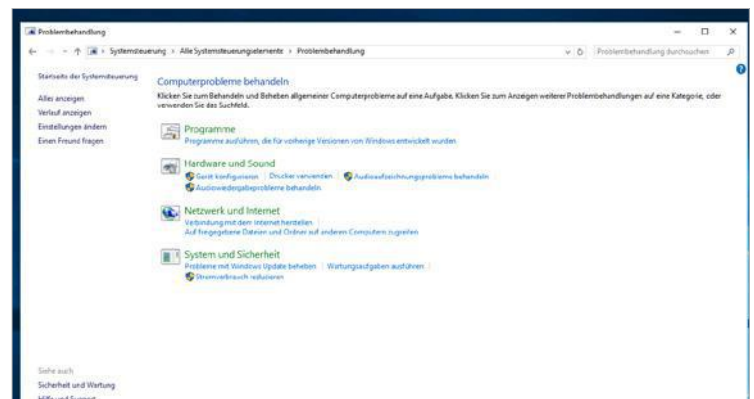 Problembehandlung
Systemsteuerung › Alle Systemsteuerungselemente › Problembehandlung
Problembehandlung durchsuchen
Startseite der Systemsteuerung
Alles anzeigen
Verlauf anzeigen
Einstellungen ändern
Einen Freund fragen
Computerprobleme behandeln
Klicken Sie zum Behandeln und Beheben allgemeiner Computerprobleme auf eine Aufgabe. Klicken Sie zum Anzeigen weiterer Problembehandlungen auf eine Kategorie, oder
verwenden Sie das Suchfeld.
Programme
Programme ausführen, die für vorherige Versionen von Windows entwickelt wurden
Hardware und Sound
Gerät konfigurieren | Drucker verwenden | Audioaufzeichnungsprobleme behandeln
Audiowiedergabeprobleme behandeln
Netzwerk und Internet
Verbindung mit dem Internet herstellen |
Auf freigegebene Dateien und Ordner auf anderen Computern zugreifen
System und Sicherheit
Probleme mit Windows Update beheben | Wartungsaufgaben ausführen |
Stromverbrauch reduzieren
Siehe auch
Sicherheit und Wartung
Hilfe und Support